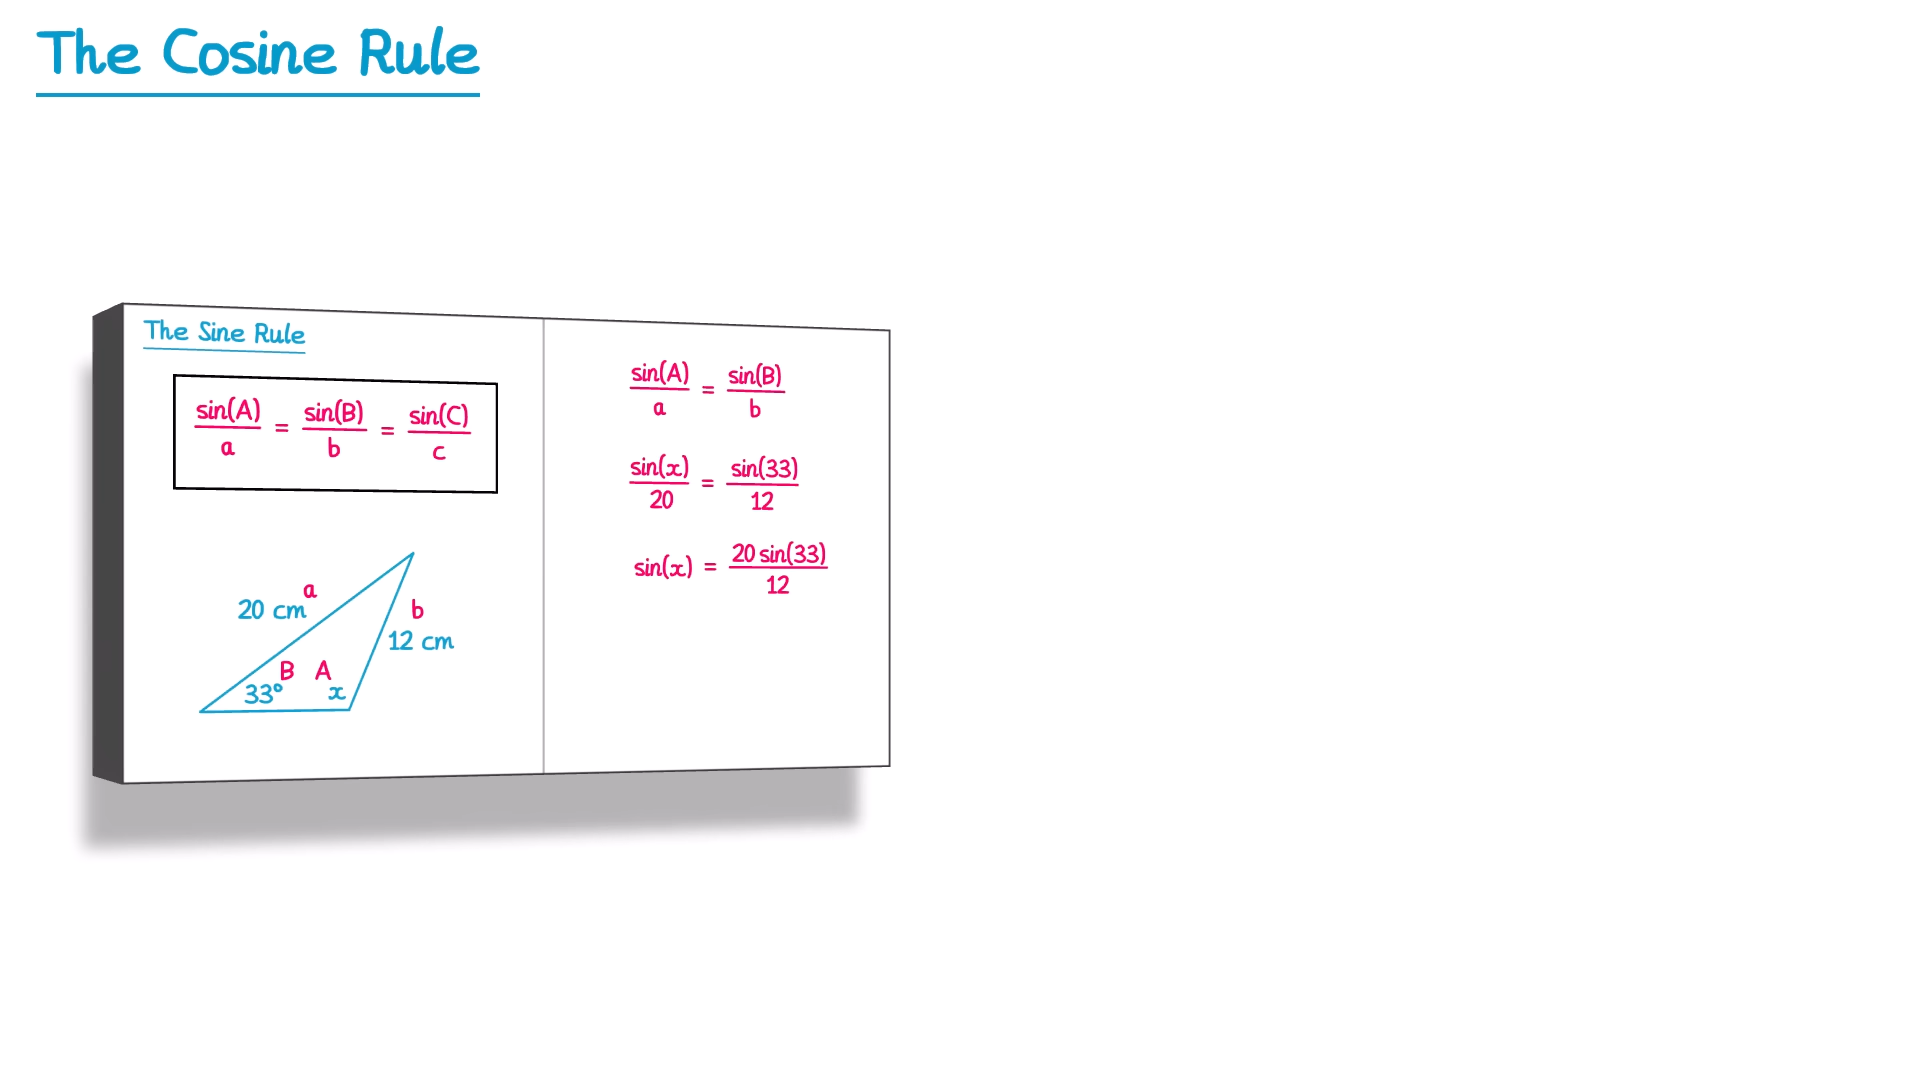 The Cosine Rule
The Sine Rule
sin(A)/a = sin(B)/b = sin(C)/c
a
20 cm
b
12 cm
B A
33° x
sin(A)/a = sin(B)/b
sin(x)/20 = sin(33)/12
sin(x) = 20 sin(33)/12